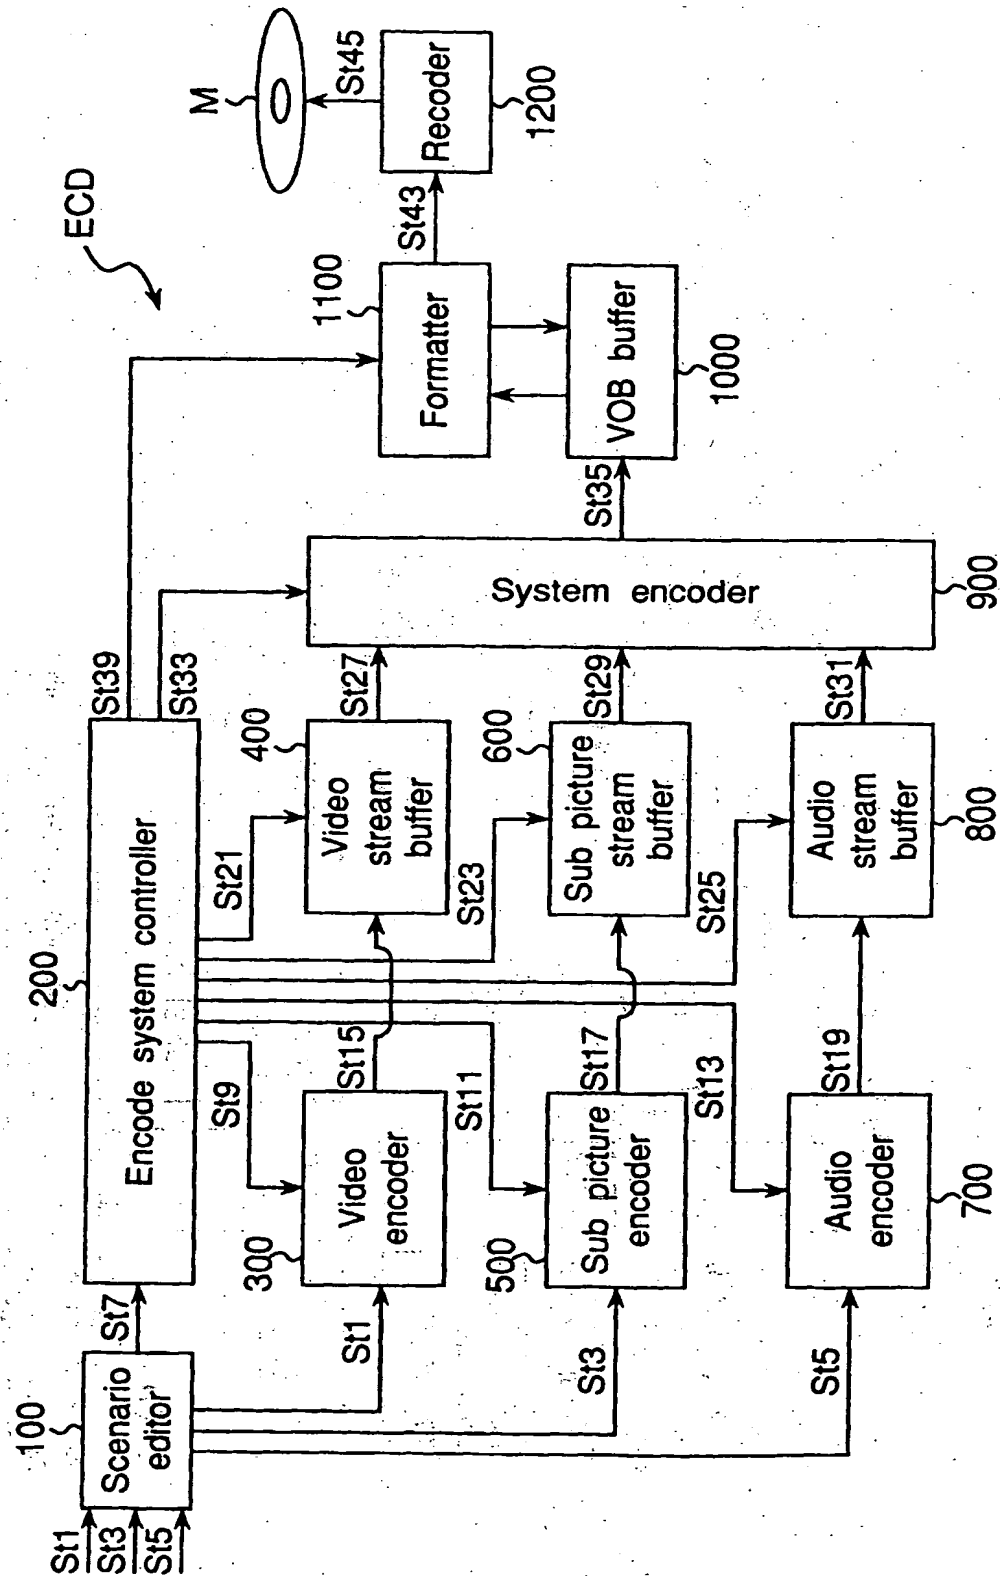 ECD
M
St45
Recoder
1200
St43
1100
Formatter
VOB buffer
1000
St35
System encoder
900
St39
St33
St27
St29
St31
200
Encode system controller
St21
400
Video
stream
buffer
St23
600
Sub picture
stream
buffer
St25
Audio
stream
buffer
800
St9
St15
300
Video
encoder
St11
St17
500
Sub picture
encoder
St13
St19
Audio
encoder
700
100
Scenario
editor
St7
St1
St3
St5
St1
St3
St5